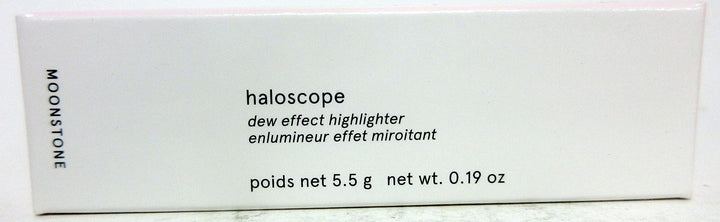 MOONSTONE
haloscope
dew effect highlighter
enlumineur effet miroitant
poids net 5.5 g net wt. 0.19 oz